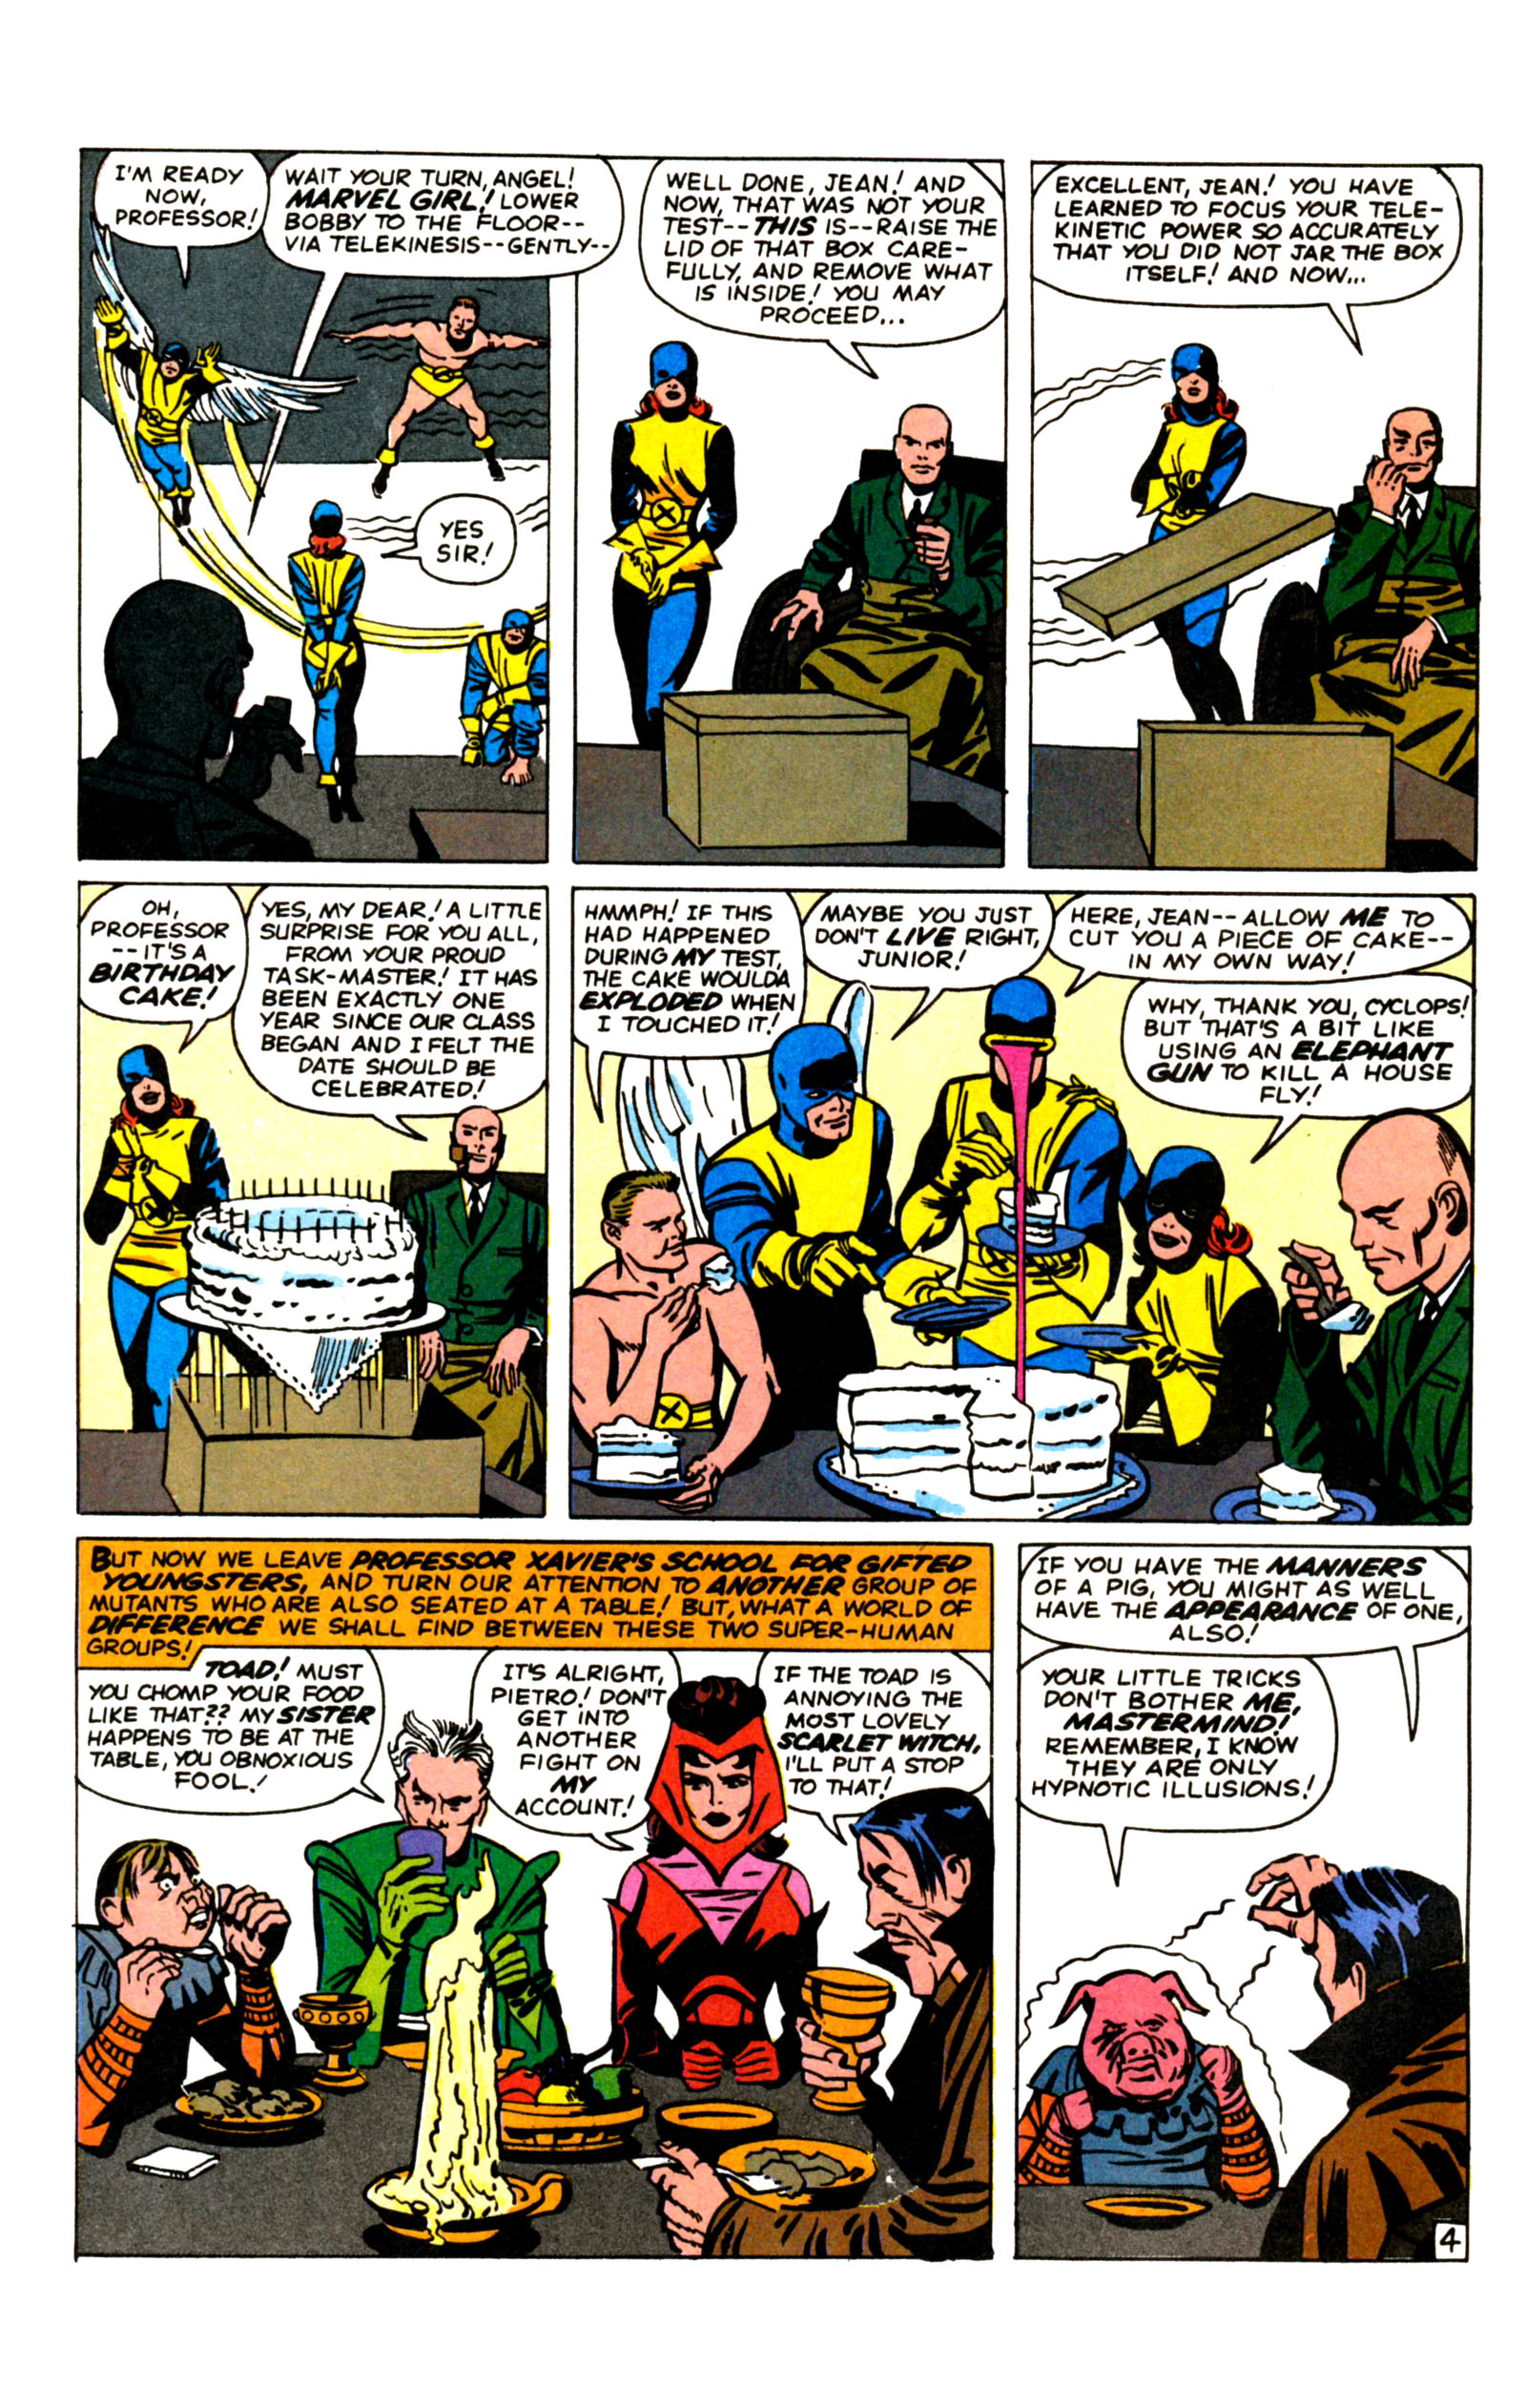 I'M READY
NOW,
PROFESSOR!
WAIT YOUR TURN, ANGEL!
MARVEL GIRL! LOWER
BOBBY TO THE FLOOR--
VIA TELEKINESIS--GENTLY--
YES
SIR!
WELL DONE, JEAN! AND
NOW, THAT WAS NOT YOUR
TEST--THIS IS--RAISE THE
LID OF THAT BOX CARE-
FULLY, AND REMOVE WHAT
IS INSIDE! YOU MAY
PROCEED...
EXCELLENT, JEAN! YOU HAVE
LEARNED TO FOCUS YOUR TELE-
KINETIC POWER SO ACCURATELY
THAT YOU DID NOT JAR THE BOX
ITSELF! AND NOW...
OH,
PROFESSOR
--IT'S A
BIRTHDAY
CAKE!
YES, MY DEAR! A LITTLE
SURPRISE FOR YOU ALL,
FROM YOUR PROUD
TASK-MASTER! IT HAS
BEEN EXACTLY ONE
YEAR SINCE OUR CLASS
BEGAN AND I FELT THE
DATE SHOULD BE
CELEBRATED!
HMMPH! IF THIS
HAD HAPPENED
DURING MY TEST,
THE CAKE WOULDA
EXPLODED WHEN
I TOUCHED IT!
MAYBE YOU JUST
DON'T LIVE RIGHT,
JUNIOR!
HERE, JEAN-- ALLOW ME TO
CUT YOU A PIECE OF CAKE--
IN MY OWN WAY!
WHY, THANK YOU, CYCLOPS!
BUT THAT'S A BIT LIKE
USING AN ELEPHANT
GUN TO KILL A HOUSE
FLY!
BUT NOW WE LEAVE PROFESSOR XAVIER'S SCHOOL FOR GIFTED
YOUNGSTERS, AND TURN OUR ATTENTION TO ANOTHER GROUP OF
MUTANTS WHO ARE ALSO SEATED AT A TABLE! BUT, WHAT A WORLD OF
DIFFERENCE WE SHALL FIND BETWEEN THESE TWO SUPER-HUMAN
GROUPS!
TOAD! MUST
YOU CHOMP YOUR FOOD
LIKE THAT?? MY SISTER
HAPPENS TO BE AT THE
TABLE, YOU OBNOXIOUS
FOOL!
IT'S ALRIGHT,
PIETRO! DON'T
GET INTO
ANOTHER
FIGHT ON
MY
ACCOUNT!
IF THE TOAD IS
ANNOYING THE
MOST LOVELY
SCARLET WITCH,
I'LL PUT A STOP
TO THAT!
IF YOU HAVE THE MANNERS
OF A PIG, YOU MIGHT AS WELL
HAVE THE APPEARANCE OF ONE,
ALSO!
YOUR LITTLE TRICKS
DON'T BOTHER ME,
MASTERMIND!
REMEMBER, I KNOW
THEY ARE ONLY
HYPNOTIC ILLUSIONS!
4